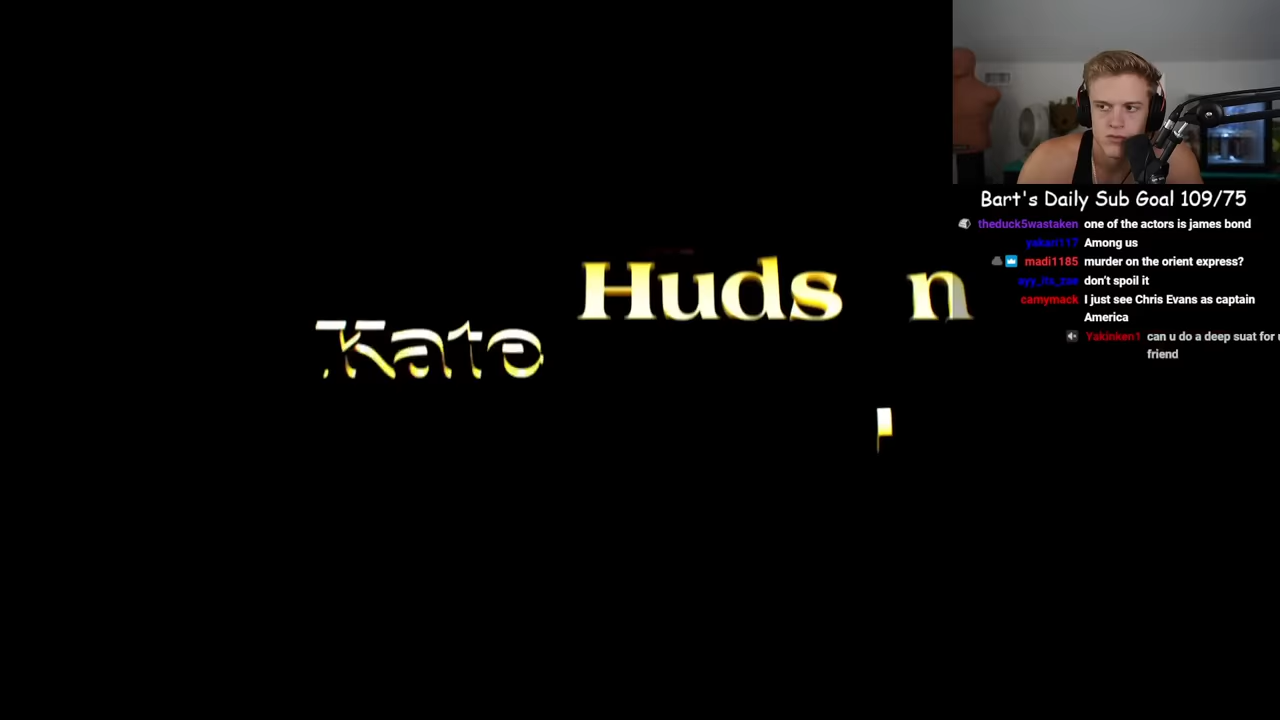 Kate
Huds n
Bart's Daily Sub Goal 109/75
theduck5wastaken one of the actors is james bond
yakari117 Among us
madi1185 murder on the orient express?
ayy_its_zae don't spoil it
camymack I just see Chris Evans as captain
America
Yakinken1 can u do a deep suat for u
friend